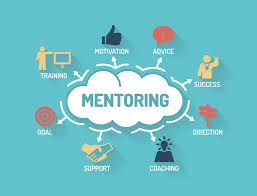 MOTIVATION
ADVICE
TRAINING
SUCCESS
MENTORING
GOAL
DIRECTION
SUPPORT
COACHING